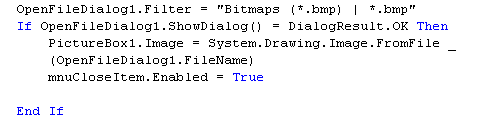 OpenFileDialog1.Filter = "Bitmaps (*.bmp) | *.bmp"
If OpenFileDialog1.ShowDialog() = DialogResult.OK Then
    PictureBox1.Image = System.Drawing.Image.FromFile _
    (OpenFileDialog1.FileName)
    mnuCloseItem.Enabled = True
End If